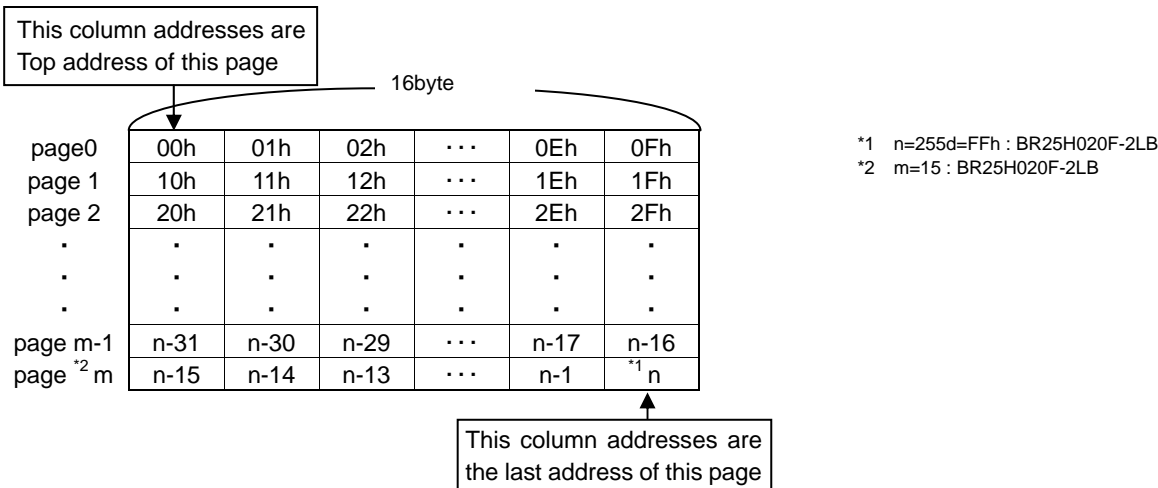 This column addresses are
Top address of this page
16byte
page0 00h 01h 02h ··· 0Eh 0Fh
page 1 10h 11h 12h ··· 1Eh 1Fh
page 2 20h 21h 22h ··· 2Eh 2Fh
· · · · · ·
· · · · · ·
· · · · · ·
page m-1 n-31 n-30 n-29 ··· n-17 n-16
page *2 m n-15 n-14 n-13 ··· n-1 *1 n
This column addresses are
the last address of this page
*1 n=255d=FFh : BR25H020F-2LB
*2 m=15 : BR25H020F-2LB